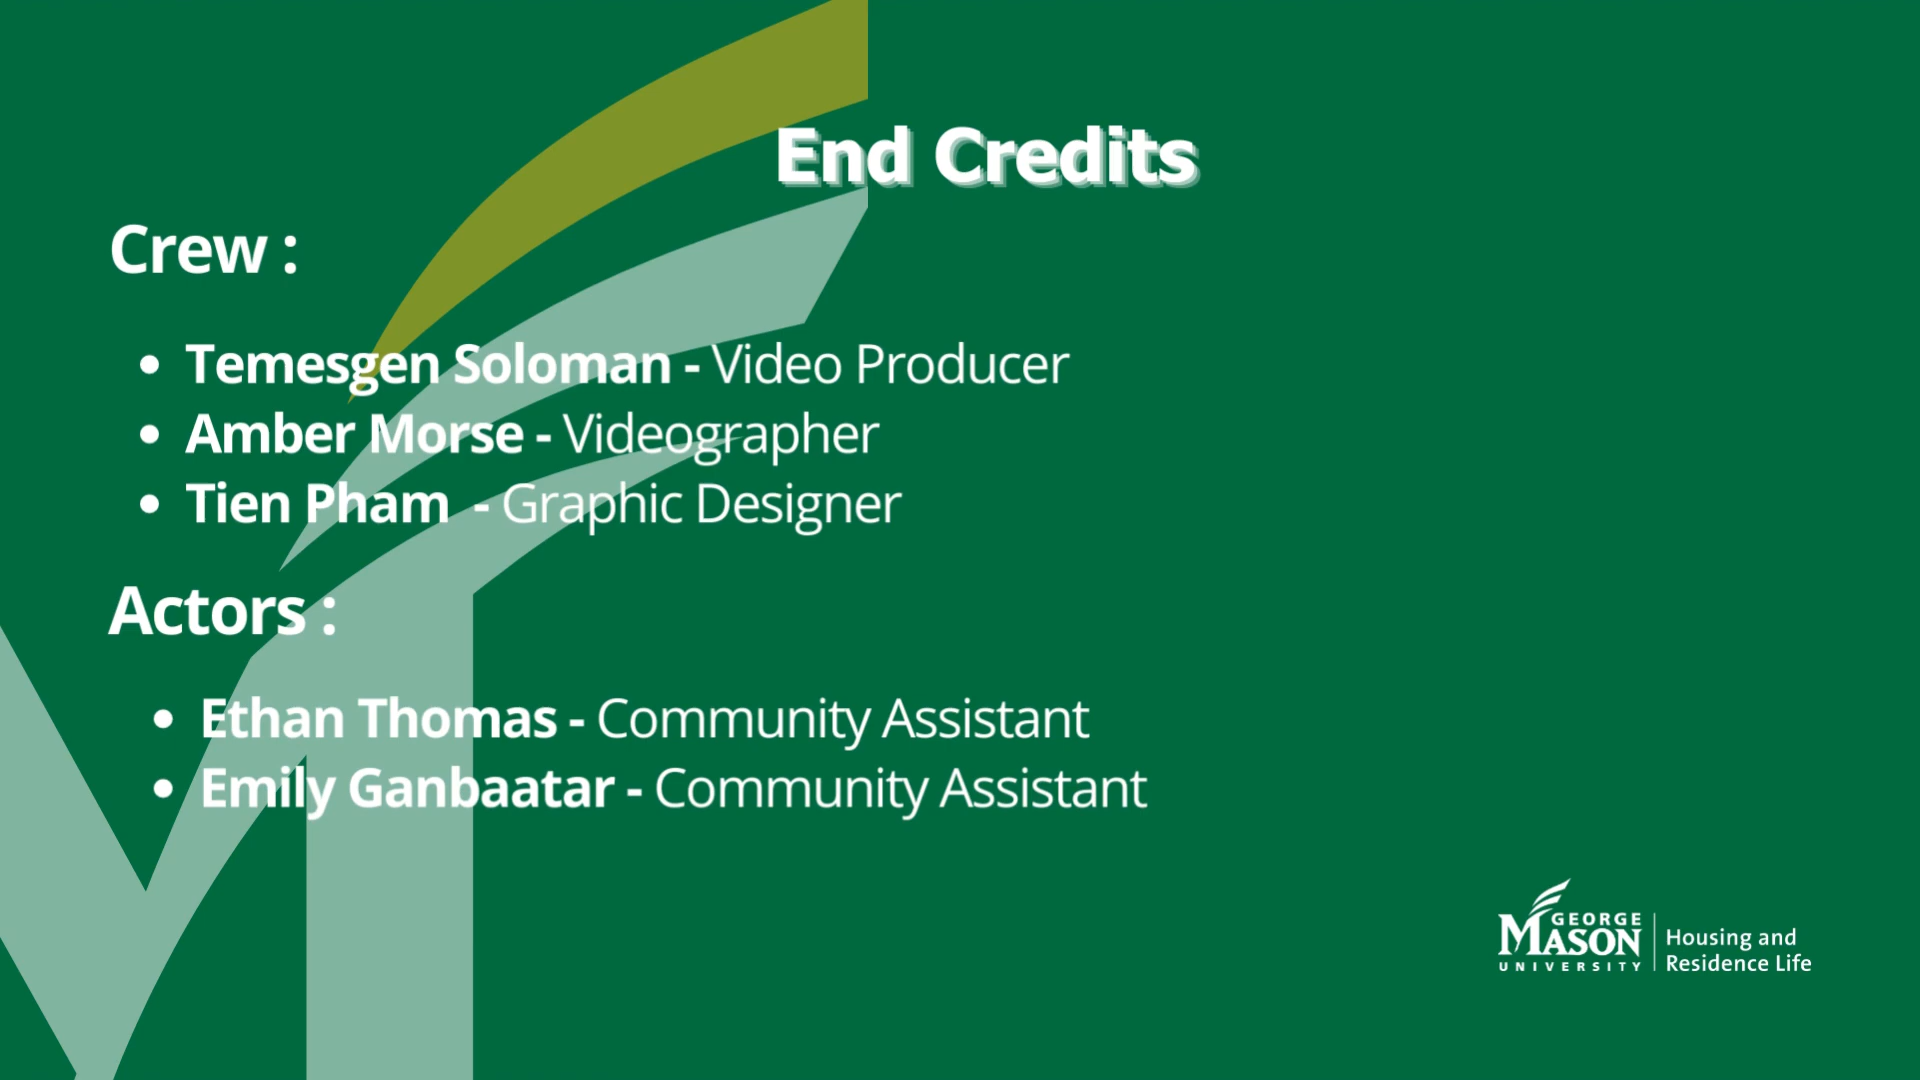 End Credits
Crew :
• Temesgen Soloman - Video Producer
• Amber Morse - Videographer
• Tien Pham - Graphic Designer
Actors :
• Ethan Thomas - Community Assistant
• Emily Ganbaatar - Community Assistant
GEORGE
MASON
UNIVERSITY
Housing and
Residence Life